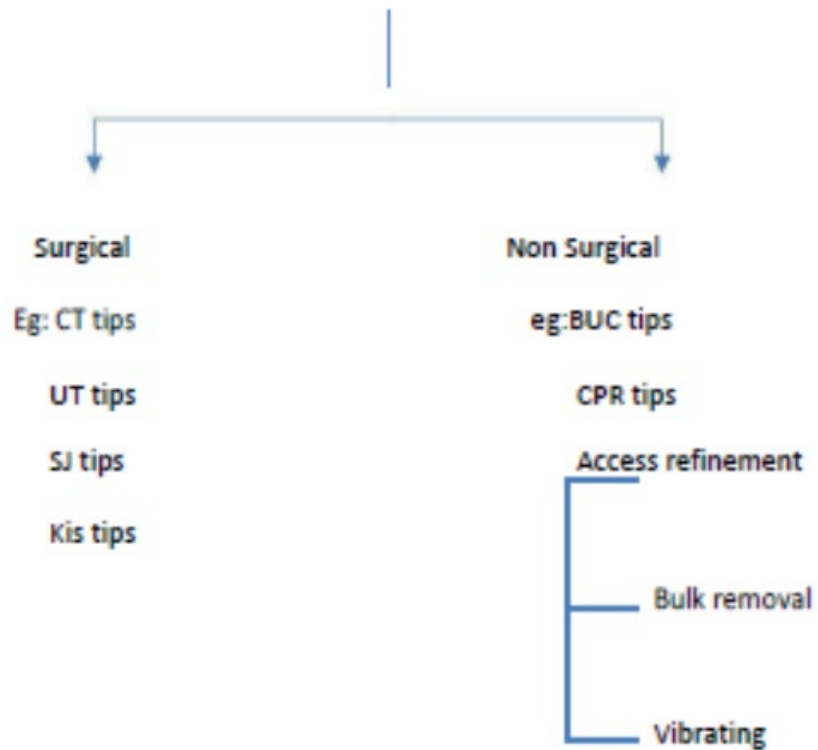 Surgical
Non Surgical
Eg: CT tips
eg:BUC tips
UT tips
CPR tips
SJ tips
Access refinement
Kis tips
Bulk removal
Vibrating